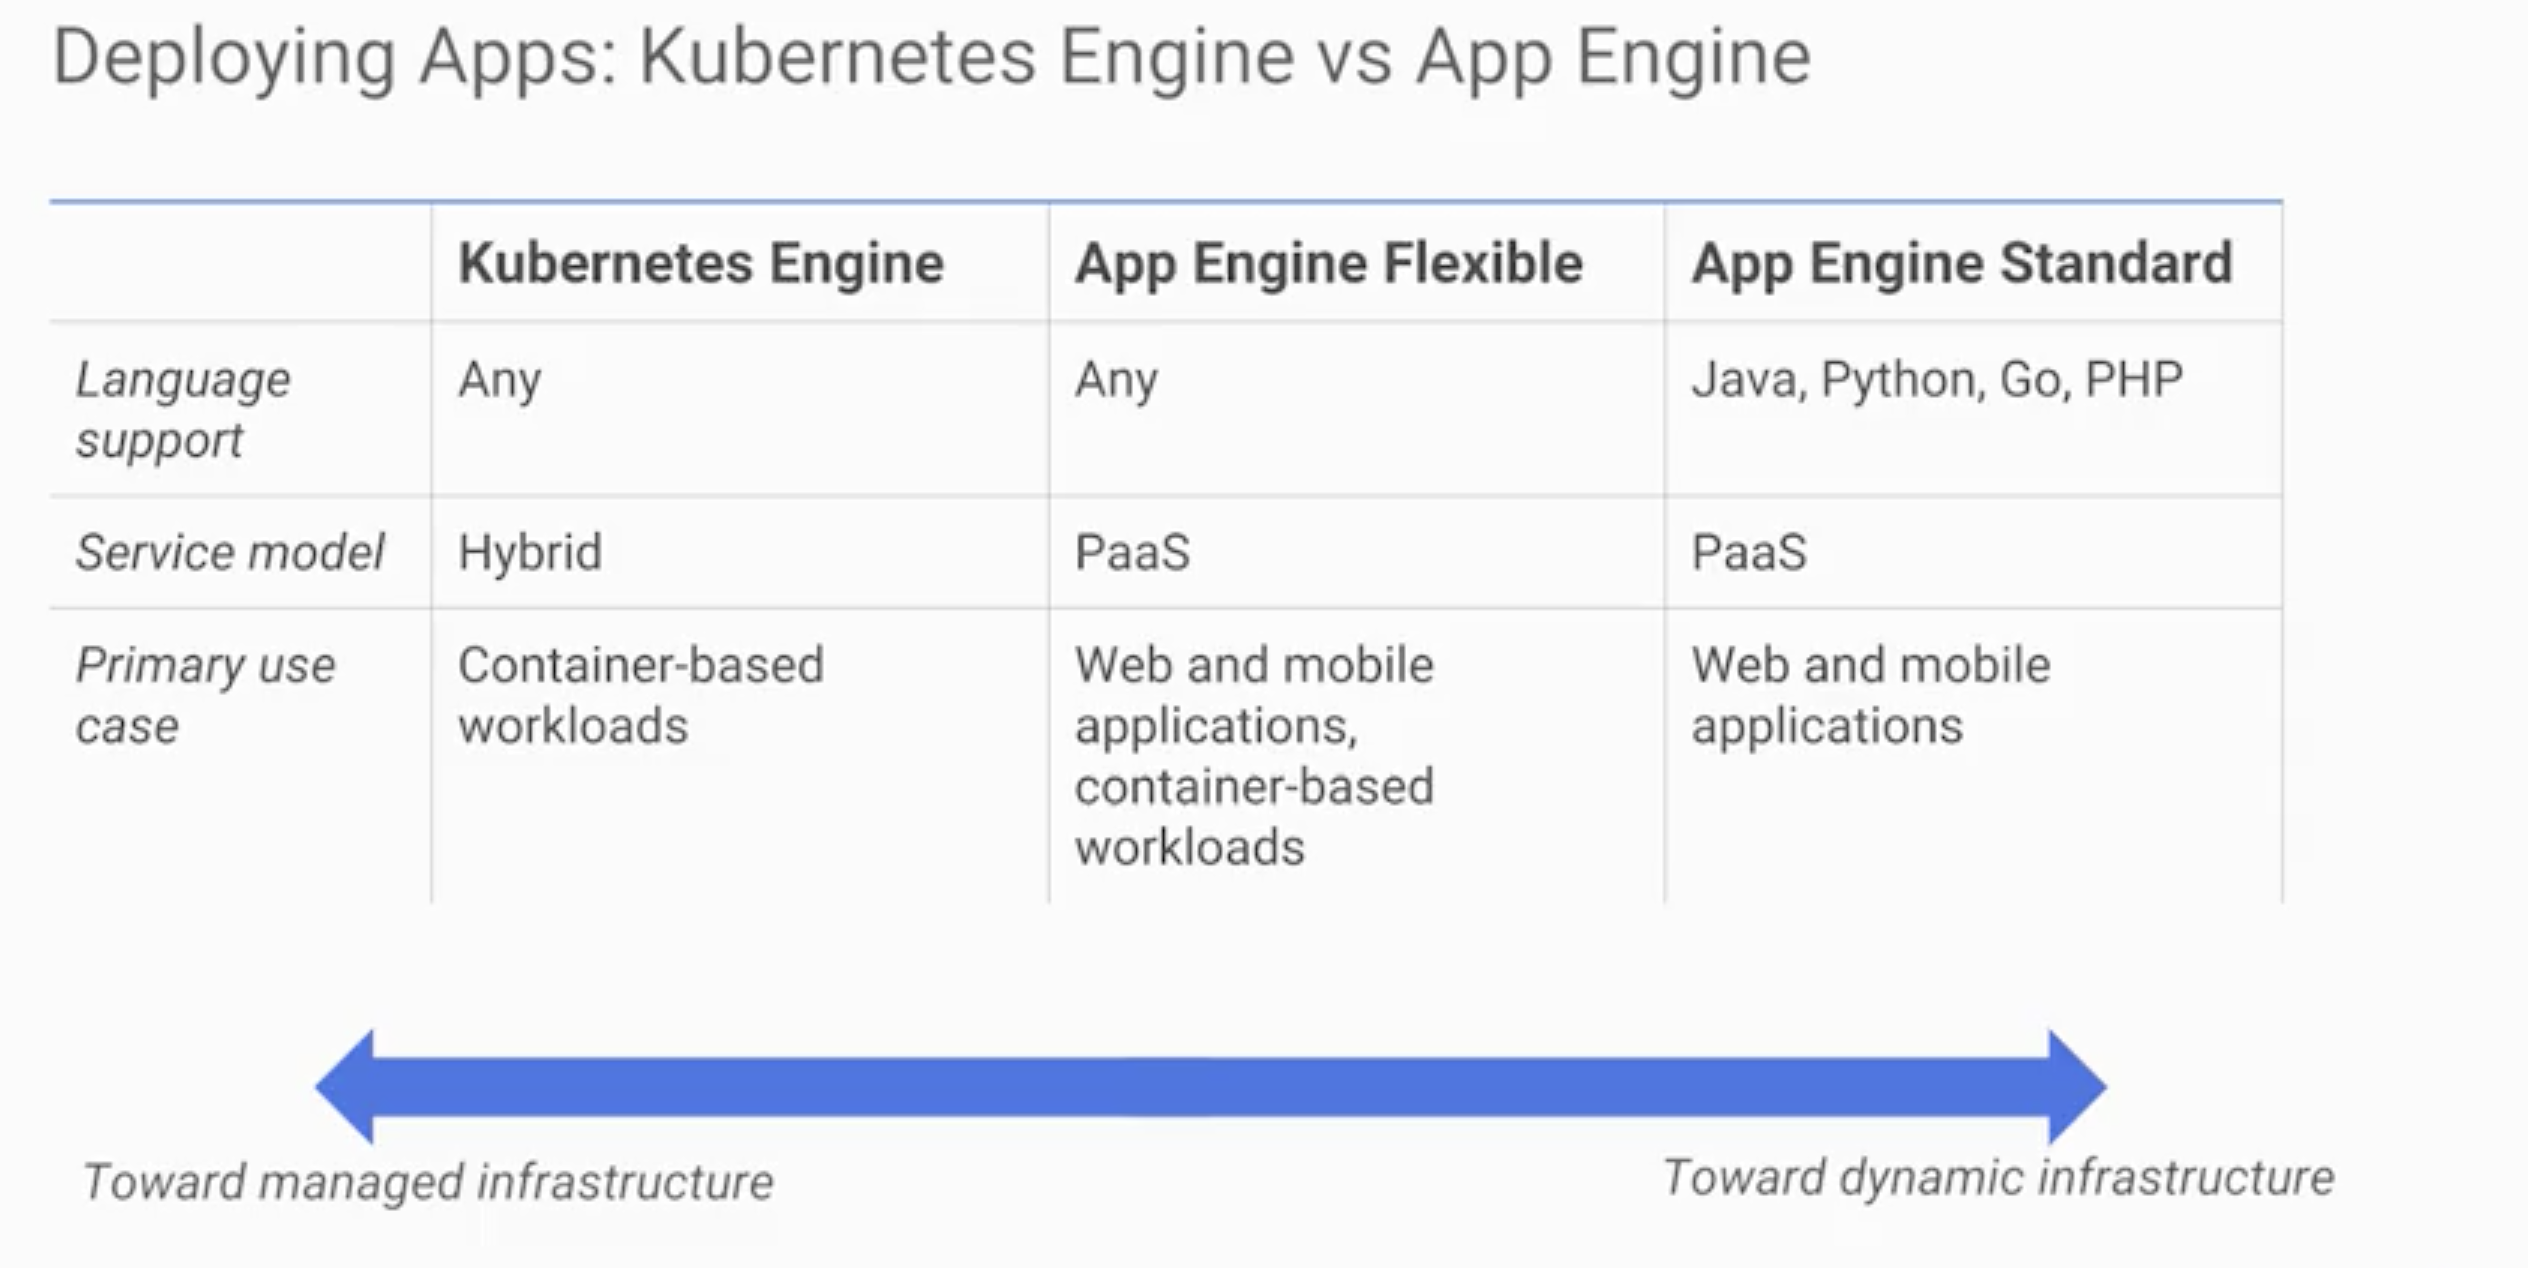 Deploying Apps: Kubernetes Engine vs App Engine
Kubernetes Engine
App Engine Flexible
App Engine Standard
Language
support
Any
Any
Java, Python, Go, PHP
Service model
Hybrid
PaaS
PaaS
Primary use
case
Container-based
workloads
Web and mobile
applications,
container-based
workloads
Web and mobile
applications
Toward managed infrastructure
Toward dynamic infrastructure